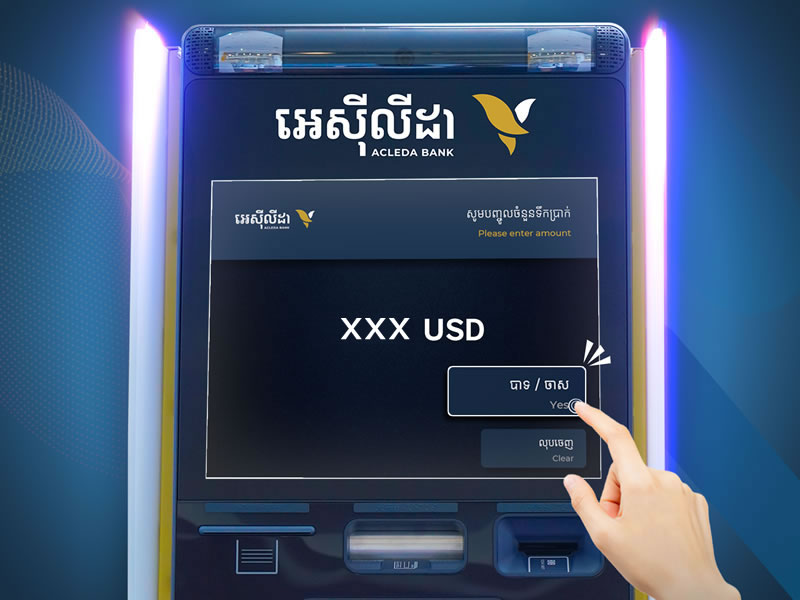 អេស៊ីលីដា
ACLEDA BANK
អេស៊ីលីដា
ACLEDA BANK
សូមបញ្ចូលចំនួនទឹកប្រាក់
Please enter amount
XXX USD
បាទ / ចាស
Yes
លុបចេញ
Clear